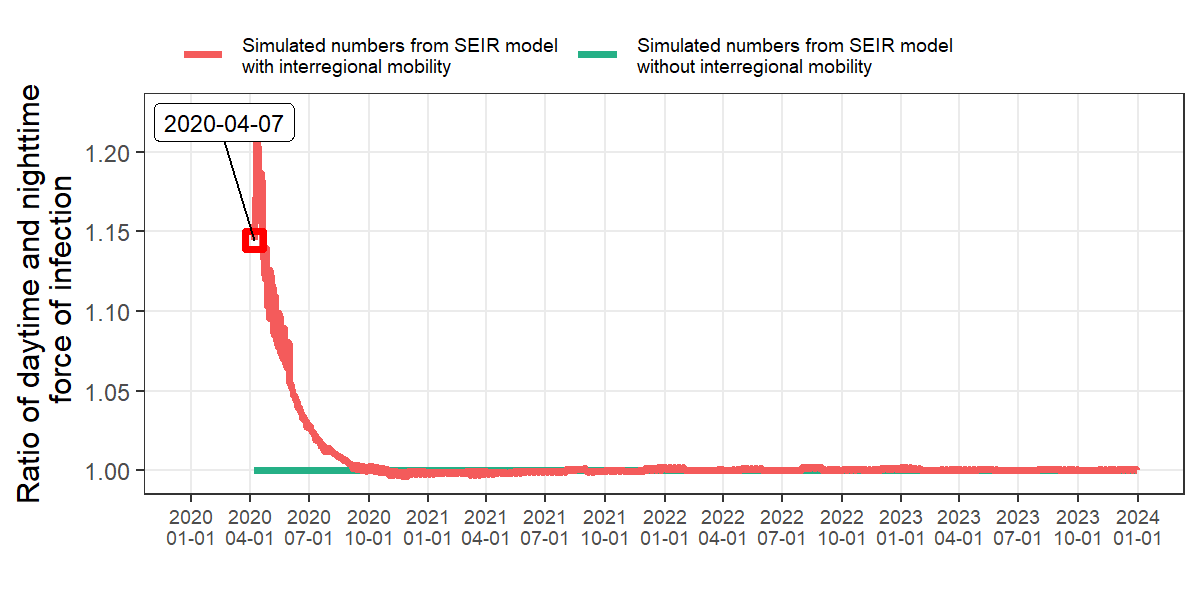 Simulated numbers from SEIR model
with interregional mobility
Simulated numbers from SEIR model
without interregional mobility
Ratio of daytime and nighttime
force of infection
2020-04-07
1.20
1.15
1.10
1.05
1.00
2020 2020 2020 2020 2021 2021 2021 2021 2022 2022 2022 2022 2023 2023 2023 2023 2024
01-01 04-01 07-01 10-01 01-01 04-01 07-01 10-01 01-01 04-01 07-01 10-01 01-01 04-01 07-01 10-01 01-01